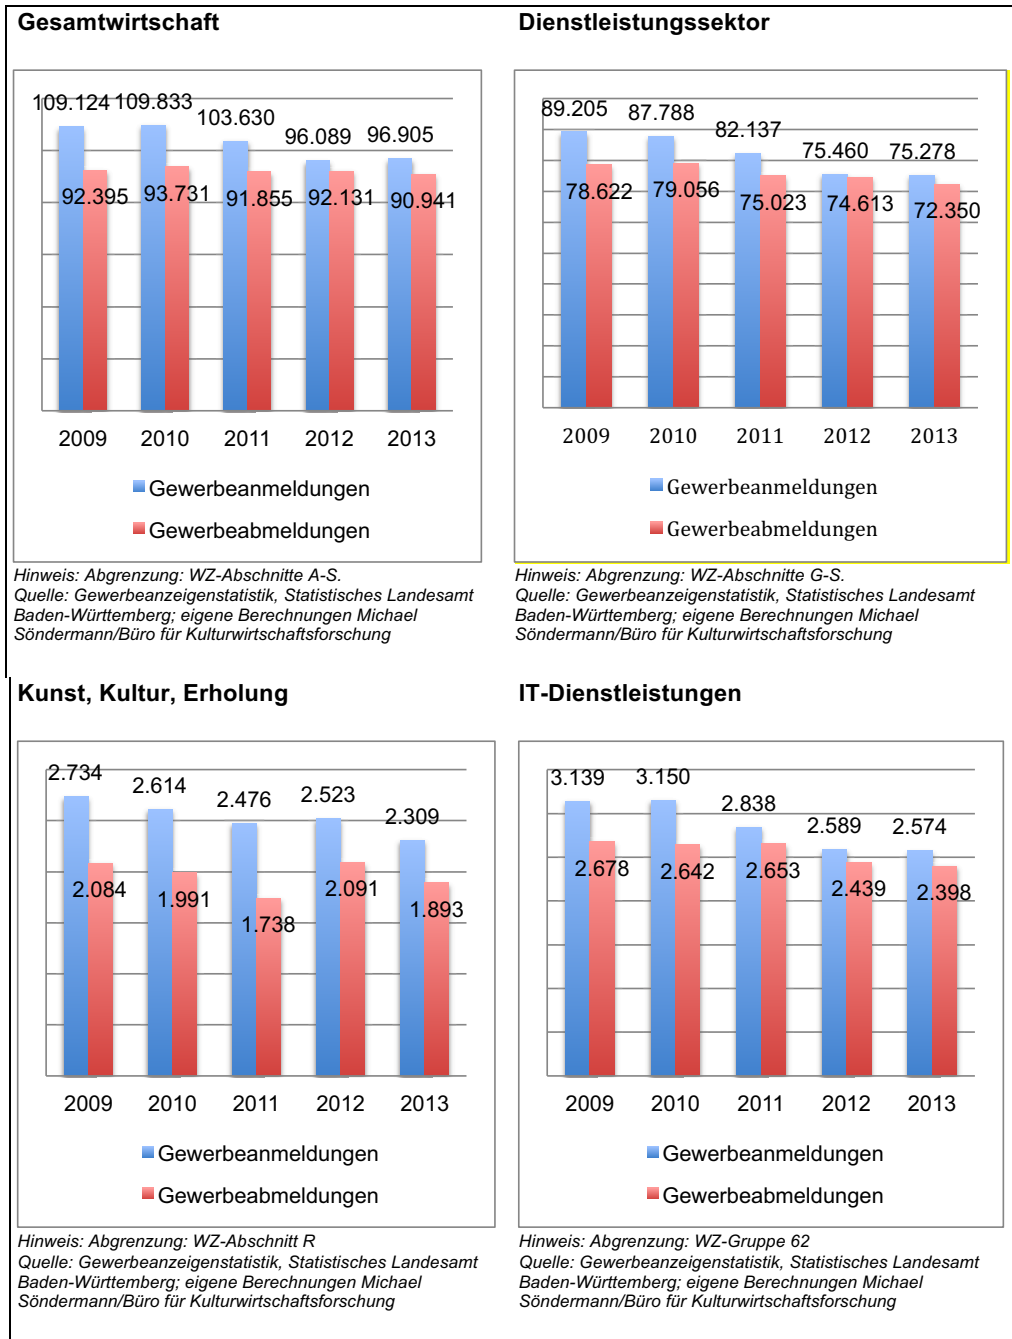 Gesamtwirtschaft
109.124 109.833
103.630
96.089 96.905
92.395 93.731 91.855 92.131 90.941
2009 2010 2011 2012 2013
Gewerbeanmeldungen
Gewerbeabmeldungen
Hinweis: Abgrenzung: WZ-Abschnitte A-S.
Quelle: Gewerbeanzeigenstatistik, Statistisches Landesamt
Baden-Württemberg; eigene Berechnungen Michael
Söndermann/Büro für Kulturwirtschaftsforschung
Dienstleistungssektor
89.205 87.788
82.137
75.460 75.278
78.622 79.056 75.023 74.613 72.350
2009 2010 2011 2012 2013
Gewerbeanmeldungen
Gewerbeabmeldungen
Hinweis: Abgrenzung: WZ-Abschnitte G-S.
Quelle: Gewerbeanzeigenstatistik, Statistisches Landesamt
Baden-Württemberg; eigene Berechnungen Michael
Söndermann/Büro für Kulturwirtschaftsforschung
Kunst, Kultur, Erholung
2.734 2.614 2.476 2.523 2.309
2.084 1.991 1.738 2.091 1.893
2009 2010 2011 2012 2013
Gewerbeanmeldungen
Gewerbeabmeldungen
Hinweis: Abgrenzung: WZ-Abschnitt R
Quelle: Gewerbeanzeigenstatistik, Statistisches Landesamt
Baden-Württemberg; eigene Berechnungen Michael
Söndermann/Büro für Kulturwirtschaftsforschung
IT-Dienstleistungen
3.139 3.150
2.838
2.589 2.574
2.678 2.642 2.653 2.439 2.398
2009 2010 2011 2012 2013
Gewerbeanmeldungen
Gewerbeabmeldungen
Hinweis: Abgrenzung: WZ-Gruppe 62
Quelle: Gewerbeanzeigenstatistik, Statistisches Landesamt
Baden-Württemberg; eigene Berechnungen Michael
Söndermann/Büro für Kulturwirtschaftsforschung